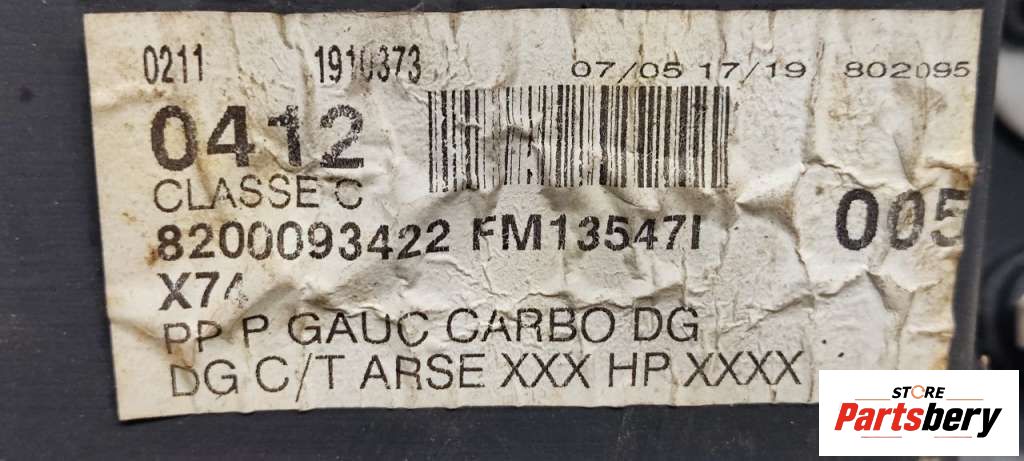 0211 1910373 07/05 17/19 802095
0412
CLASSE C
005
8200093422 FM13547I
X74
PP P GAUC CARBO DG
DG C/T ARSE XXX HP XXXX
STORE
Partsbery